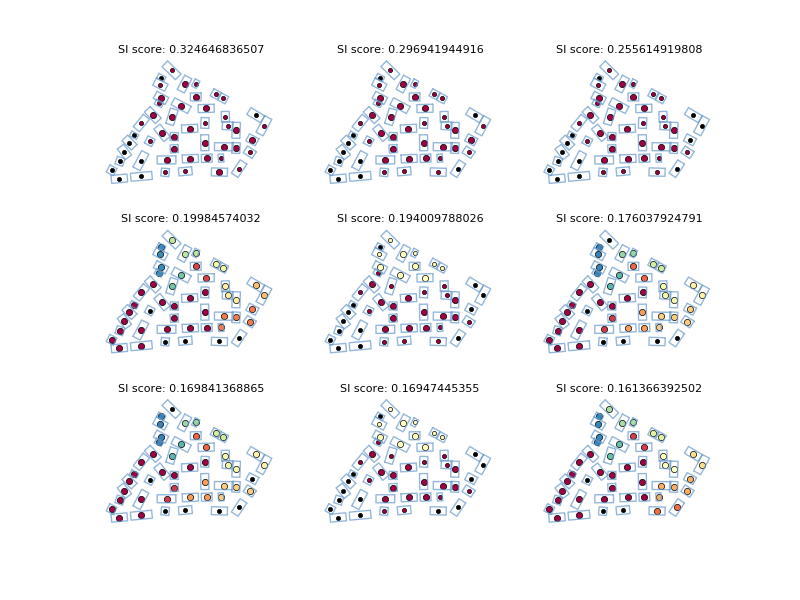 SI score: 0.324646836507
SI score: 0.296941944916
SI score: 0.255614919808
SI score: 0.19984574032
SI score: 0.194009788026
SI score: 0.176037924791
SI score: 0.169841368865
SI score: 0.16947445355
SI score: 0.161366392502